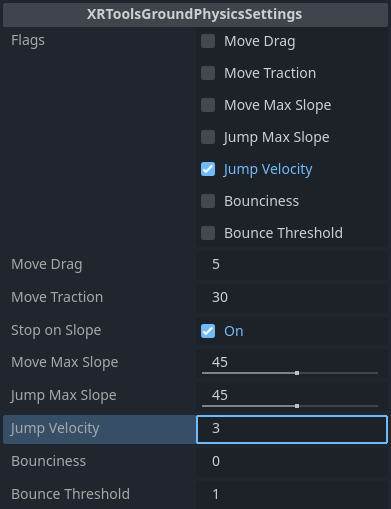 XRToolsGroundPhysicsSettings
Flags
Move Drag
Move Traction
Move Max Slope
Jump Max Slope
Jump Velocity
Bounciness
Bounce Threshold
Move Drag 5
Move Traction 30
Stop on Slope On
Move Max Slope 45
Jump Max Slope 45
Jump Velocity 3
Bounciness 0
Bounce Threshold 1